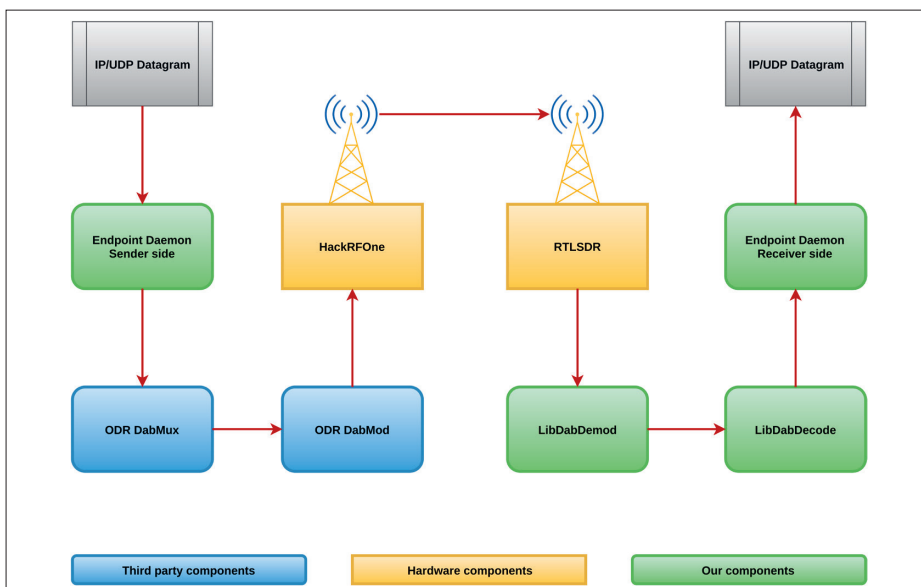 IP/UDP Datagram
IP/UDP Datagram
Endpoint Daemon
Sender side
HackRFOne
RTLSDR
Endpoint Daemon
Receiver side
ODR DabMux
ODR DabMod
LibDabDemod
LibDabDecode
Third party components
Hardware components
Our components